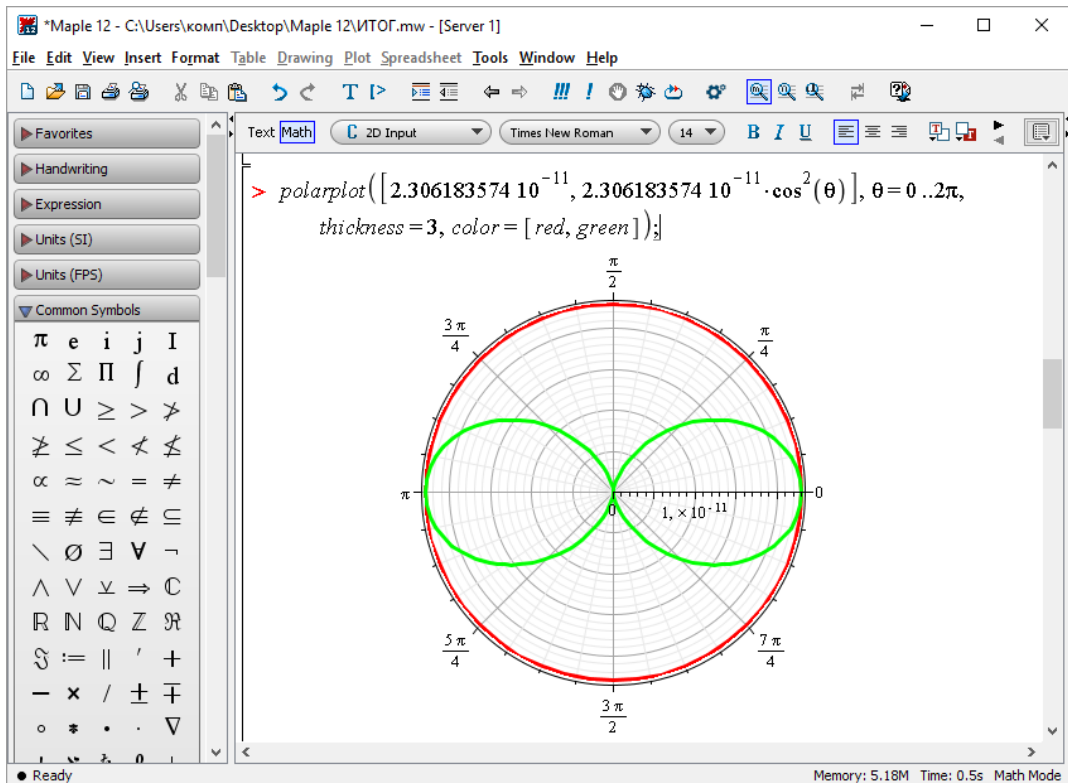 *Maple 12 - C:\Users\комп\Desktop\Maple 12\ИТОГ.mw - [Server 1]
File Edit View Insert Format Table Drawing Plot Spreadsheet Tools Window Help
Text Math C 2D Input Times New Roman 14 B I U
Favorites
Handwriting
Expression
Units (SI)
Units (FPS)
Common Symbols
π e i j I
∞ Σ Π ∫ d
∩ ∪ ≥ > ≯
≱ ≤ < ≮ ≰
∝ ≈ ~ = ≠
≡ ≢ ∈ ∉ ⊆
\ ∅ ∃ ∀ ¬
∧ ∨ ⊻ ⇒ ℂ
ℝ ℕ ℚ ℤ ℜ
ℑ := ‖ ′ +
− × / ± ∓
∘ * • · ∇
> polarplot([2.306183574 10⁻¹¹, 2.306183574 10⁻¹¹·cos²(θ)], θ = 0 ..2π,
thickness = 3, color = [red, green]);
π/2
3π/4 π/4
π 0 0
1, ×10⁻¹¹
5π/4 7π/4
3π/2
Ready Memory: 5.18M Time: 0.5s Math Mode